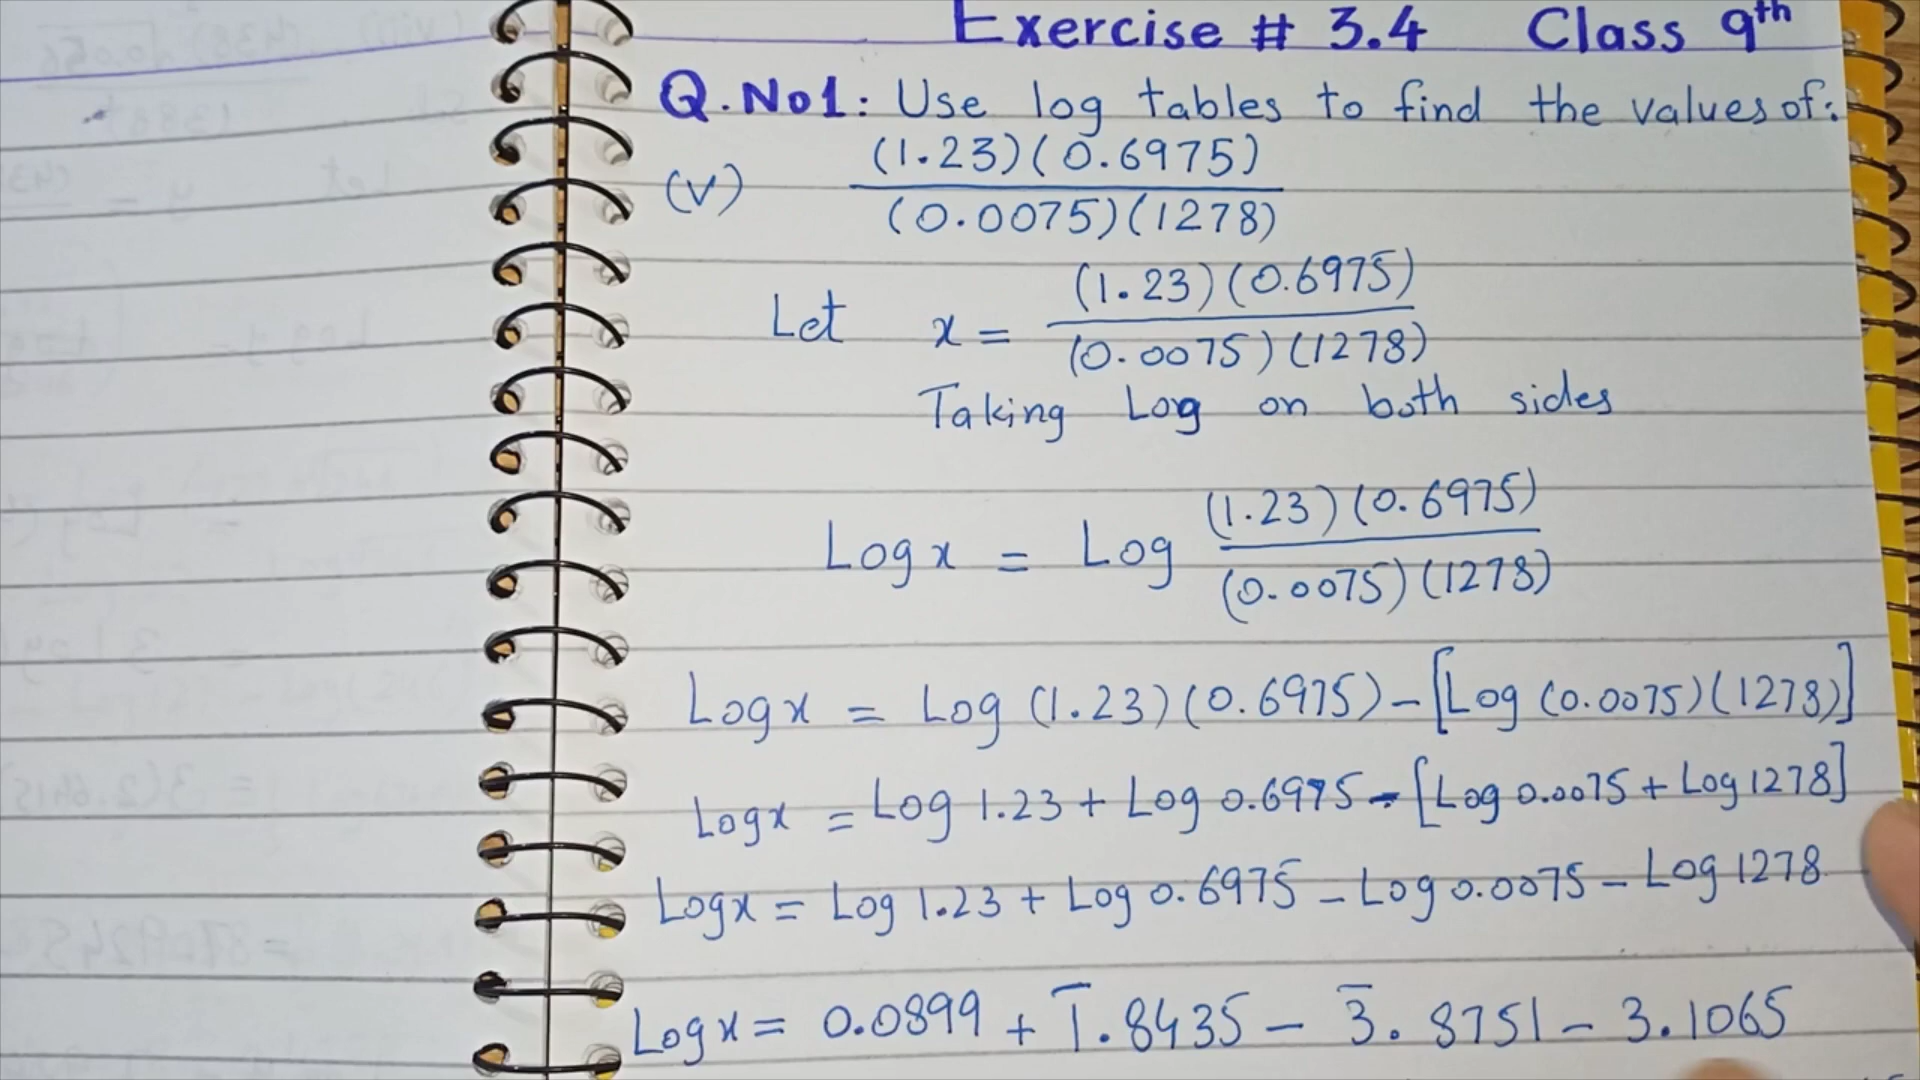 Exercise # 3.4 Class 9th
Q.No1: Use log tables to find the values of:
(v) (1.23)(0.6975)
(0.0075)(1278)
Let x = (1.23)(0.6975)
(0.0075)(1278)
Taking Log on both sides
Log x = Log (1.23)(0.6975)
(0.0075)(1278)
Log x = Log (1.23)(0.6975) - [Log (0.0075)(1278)]
Log x = Log 1.23 + Log 0.6975 - [Log 0.0075 + Log 1278]
Log x = Log 1.23 + Log 0.6975 - Log 0.0075 - Log 1278
Log x = 0.0899 + 1̅.8435 - 3̅.8751 - 3.1065